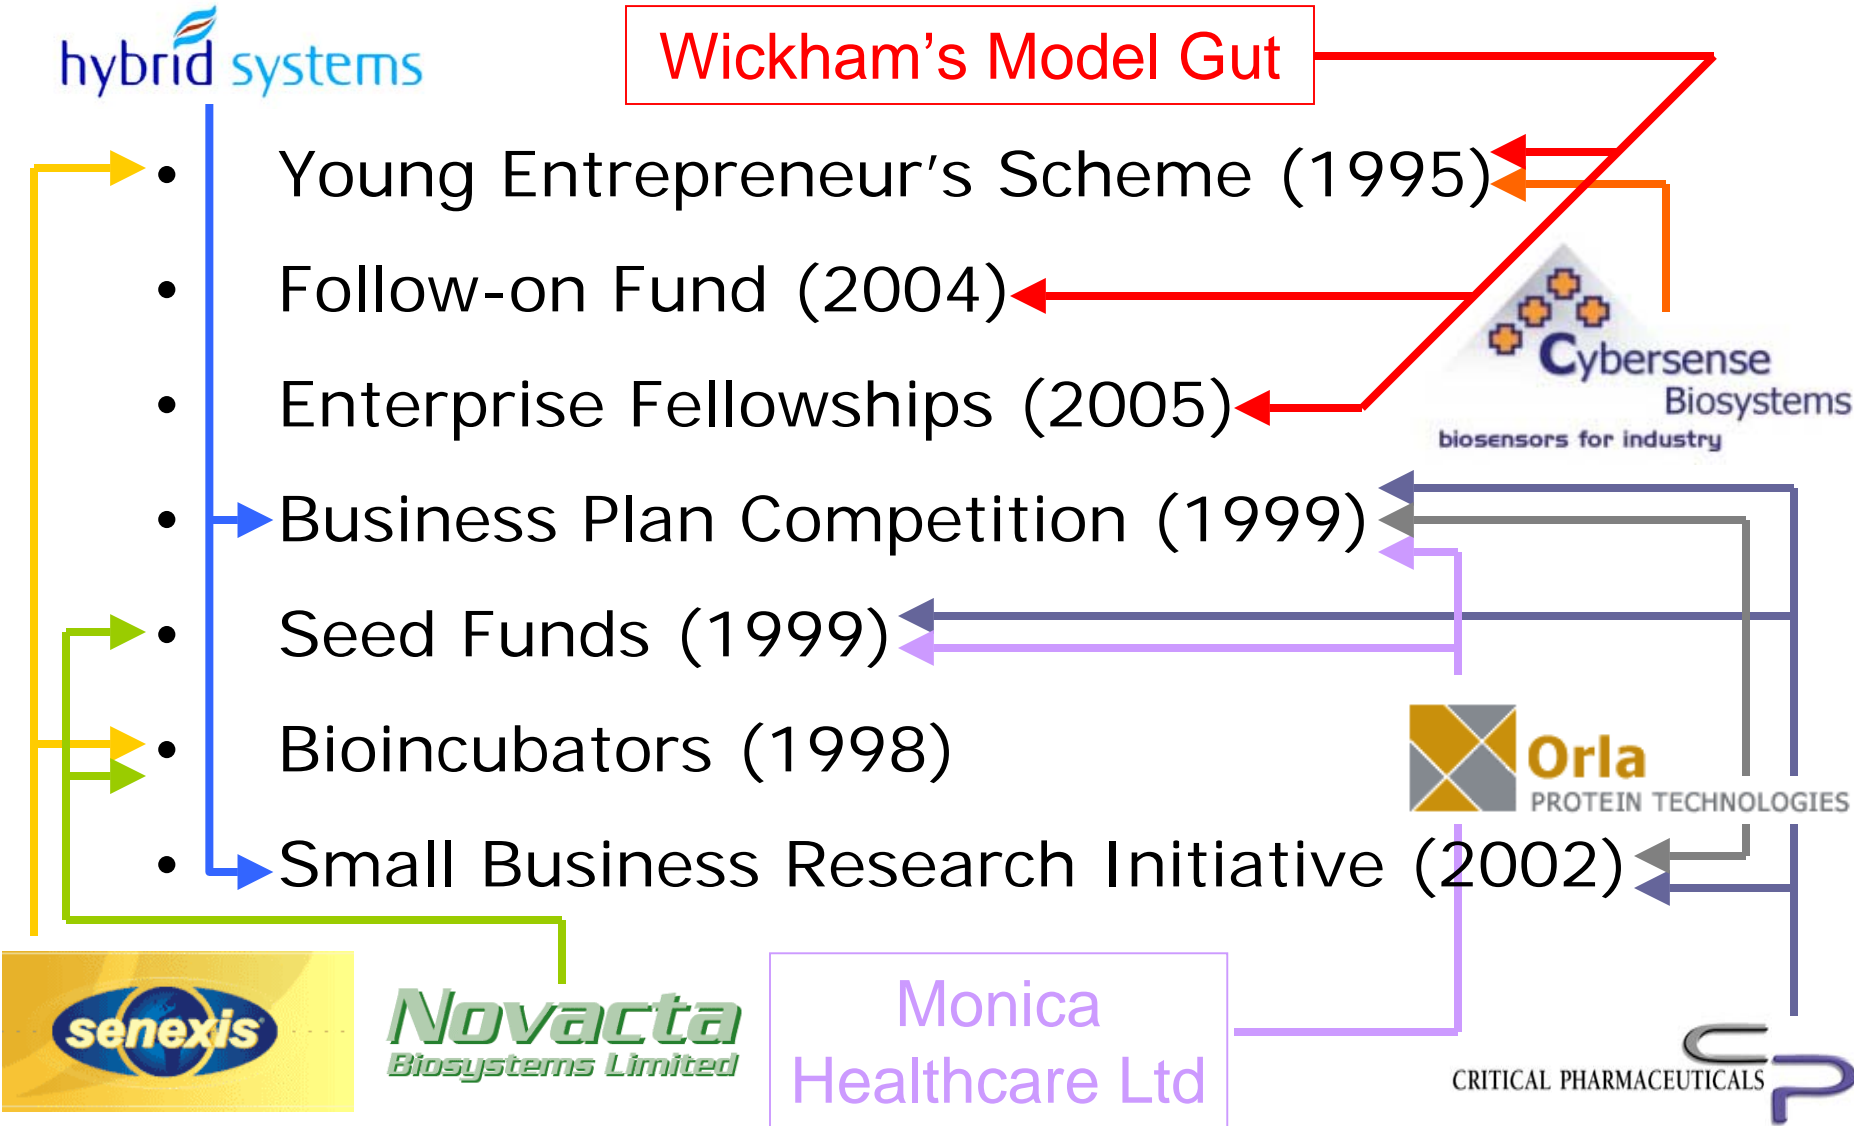 hybrid systems
Wickham’s Model Gut
• Young Entrepreneur’s Scheme (1995)
• Follow-on Fund (2004)
• Enterprise Fellowships (2005)
Cybersense
Biosystems
biosensors for industry
• Business Plan Competition (1999)
• Seed Funds (1999)
• Bioincubators (1998)
Orla
PROTEIN TECHNOLOGIES
• Small Business Research Initiative (2002)
senexis
Novacta
Biosystems Limited
Monica
Healthcare Ltd
CRITICAL PHARMACEUTICALS
CP